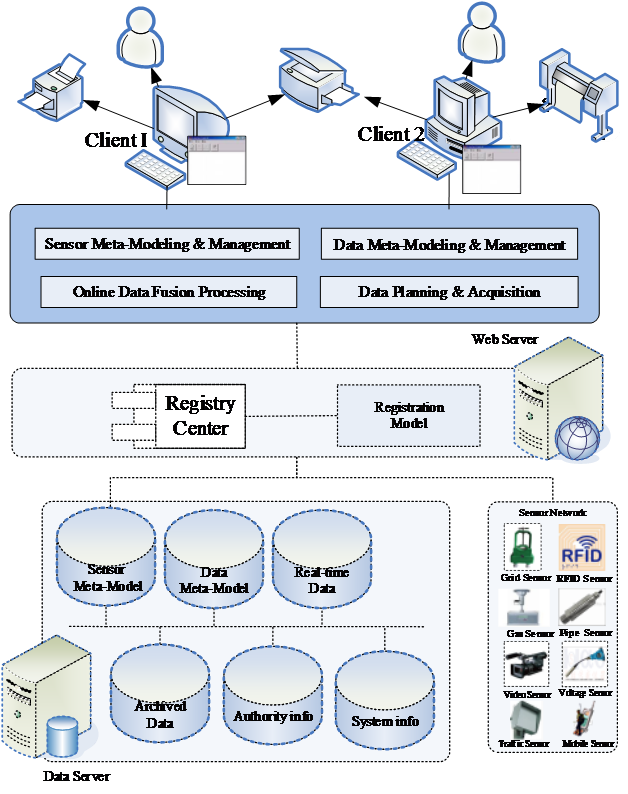 Client 1
Client 2
Sensor Meta-Modeling & Management
Data Meta-Modeling & Management
Online Data Fusion Processing
Data Planning & Acquisition
Web Server
Registry
Center
Registration
Model
Sensor Network
Sensor
Meta-Model
Data
Meta-Model
Real-time
Data
RFID
Grid Sensor
RFID Sensor
Gas Sensor
Pipe Sensor
Video Sensor
Voltage Sensor
Traffic Sensor
Mobile Sensor
Archived
Data
Authority info
System info
Data Server